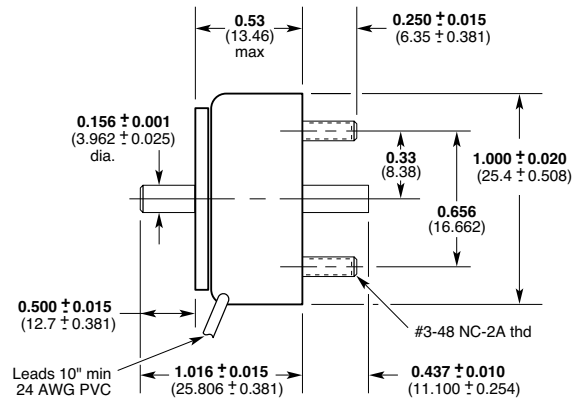 0.53
(13.46)
max
0.250 ± 0.015
(6.35 ± 0.381)
0.156 ± 0.001
(3.962 ± 0.025)
dia.
0.33
(8.38)
1.000 ± 0.020
(25.4 ± 0.508)
0.656
(16.662)
0.500 ± 0.015
(12.7 ± 0.381)
#3-48 NC-2A thd
Leads 10" min
24 AWG PVC
1.016 ± 0.015
(25.806 ± 0.381)
0.437 ± 0.010
(11.100 ± 0.254)